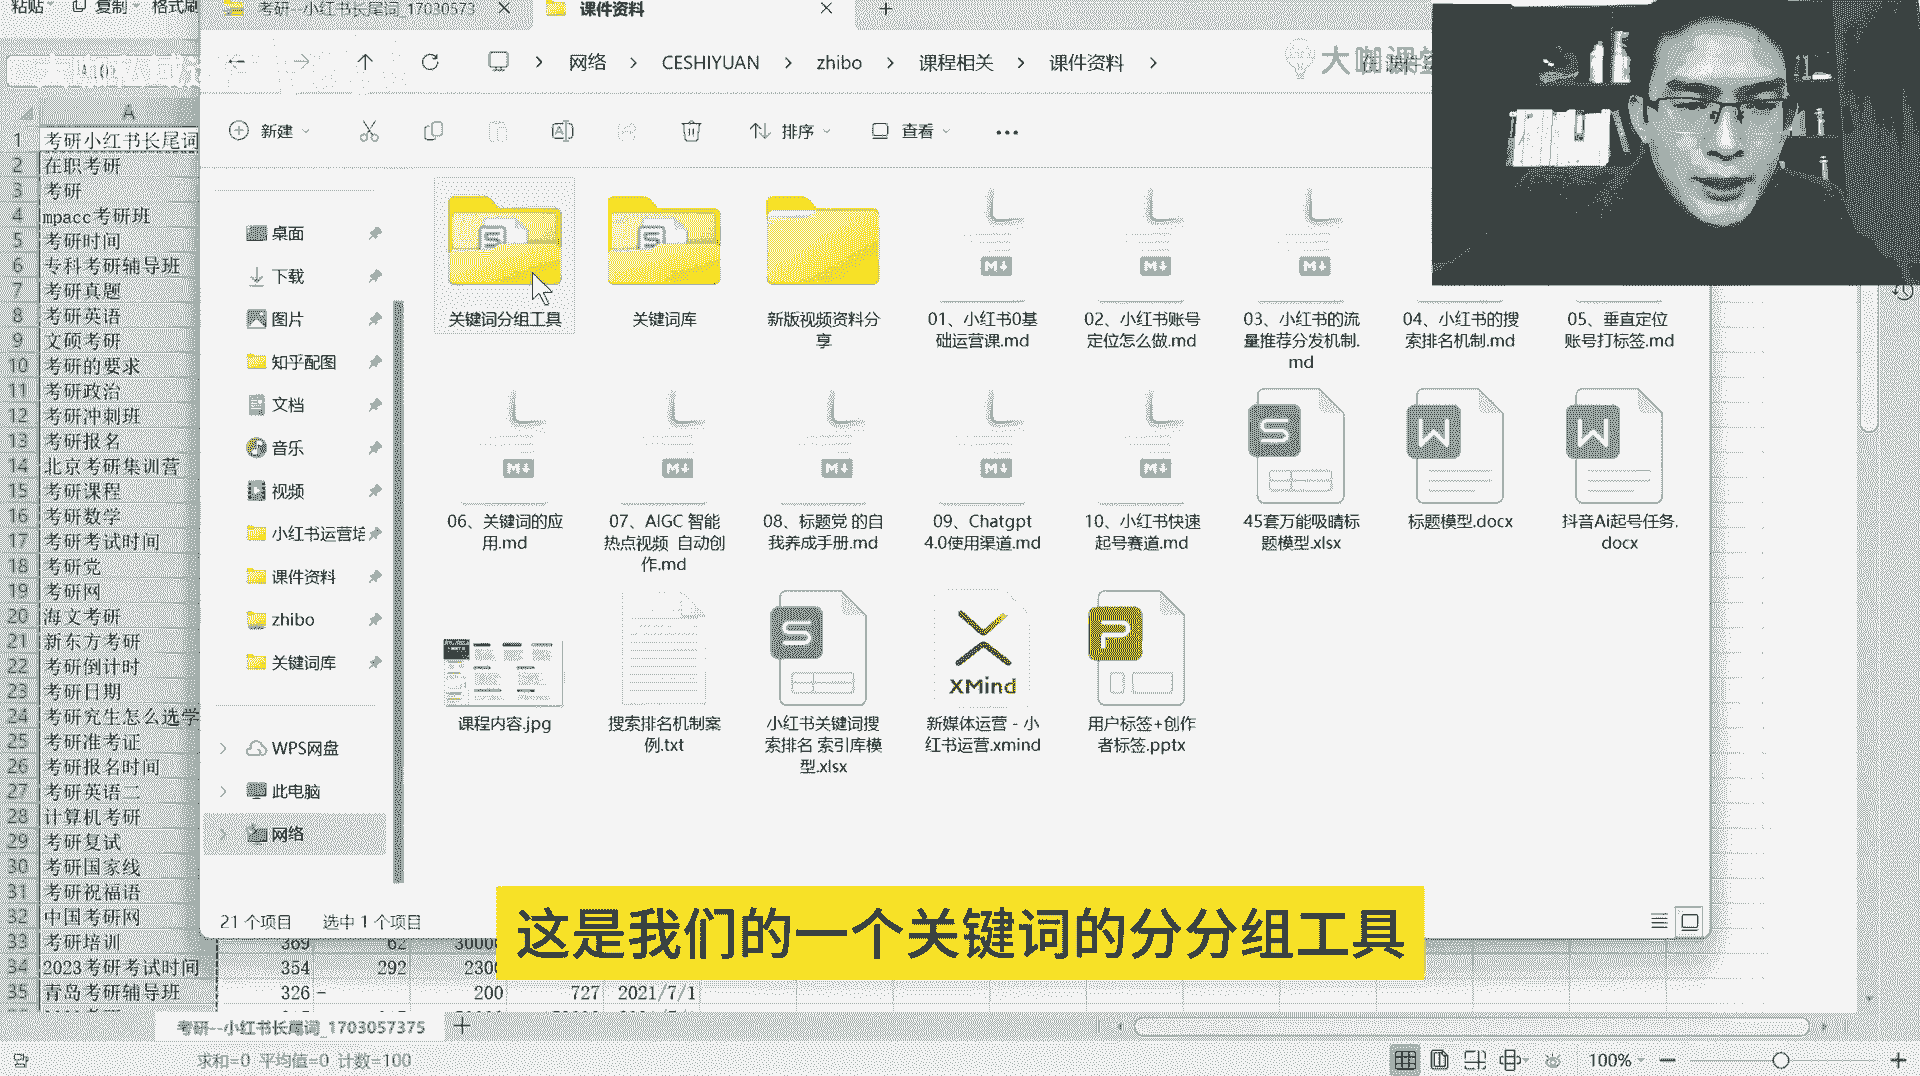 粘贴 复制 格式刷
考研--小红书长尾词_17030573
课件资料
网络 CESHIYUAN zhibo 课程相关 课件资料
大咖课堂
新建 排序 查看
A
1 考研小红书长尾词
2 在职考研
3 考研
4 mpacc考研班
5 考研时间
6 专科考研辅导班
7 考研真题
8 考研英语
9 文硕考研
10 考研的要求
11 考研政治
12 考研冲刺班
13 考研报名
14 北京考研集训营
15 考研课程
16 考研数学
17 考研考试时间
18 考研党
19 考研网
20 海文考研
21 新东方考研
22 考研倒计时
23 考研日期
24 考研究生怎么选学
25 考研准考证
26 考研报名时间
27 考研英语二
28 计算机考研
29 考研复试
30 考研国家线
31 考研祝福语
32 中国考研网
33 考研培训 369 62 3000
34 2023考研考试时间 354 292 230
35 青岛考研辅导班 326 - 200 727 2021/7/1
桌面
下载
图片
知乎配图
文档
音乐
视频
小红书运营培
课件资料
zhibo
关键词库
WPS网盘
此电脑
网络
关键词分组工具
关键词库
新版视频资料分
享
01、小红书0基
础运营课.md
02、小红书账号
定位怎么做.md
03、小红书的流
量推荐分发机制.
md
04、小红书的搜
索排名机制.md
05、垂直定位
账号打标签.md
06、关键词的应
用.md
07、AIGC 智能
热点视频 自动创
作.md
08、标题党 的自
我养成手册.md
09、Chatgpt
4.0使用渠道.md
10、小红书快速
起号赛道.md
45套万能吸睛标
题模型.xlsx
标题模型.docx
抖音Ai起号任务.
docx
课程内容.jpg
搜索排名机制案
例.txt
小红书关键词搜
索排名 索引库模
型.xlsx
XMind
新媒体运营 - 小
红书运营.xmind
用户标签+创作
者标签.pptx
21 个项目 选中 1 个项目
这是我们的一个关键词的分分组工具
考研--小红书长尾词_1703057375
求和=0 平均值=0 计数=100
100%